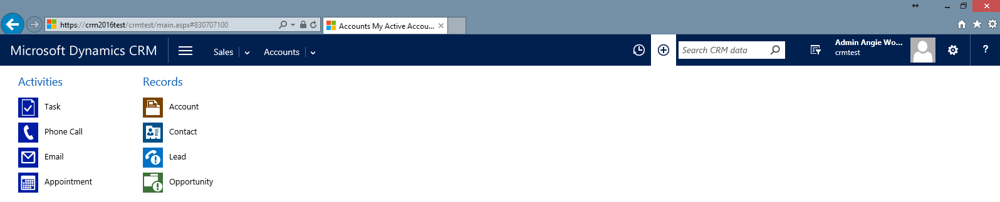 https://crm2016test/crmtest/main.aspx#830707100
Accounts My Active Accou...
Microsoft Dynamics CRM
Sales
Accounts
Search CRM data
Admin Angie Wo...
crmtest
?
Activities
Records
Task
Account
Phone Call
Contact
Email
Lead
Appointment
Opportunity